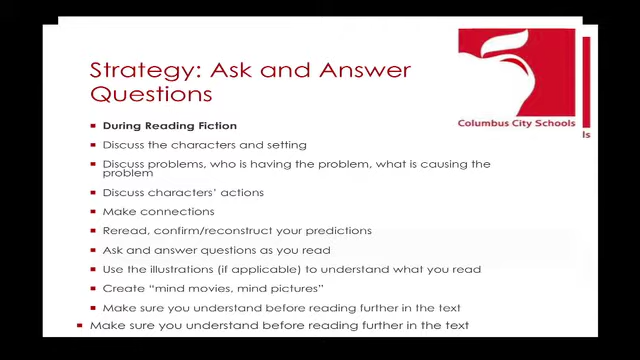 Strategy: Ask and Answer
Questions
During Reading Fiction
Discuss the characters and setting
Discuss problems, who is having the problem, what is causing the
problem
Discuss characters' actions
Make connections
Reread, confirm/reconstruct your predictions
Ask and answer questions as you read
Use the illustrations (if applicable) to understand what you read
Create “mind movies, mind pictures”
Make sure you understand before reading further in the text
Make sure you understand before reading further in the text
Columbus City Schools
ls